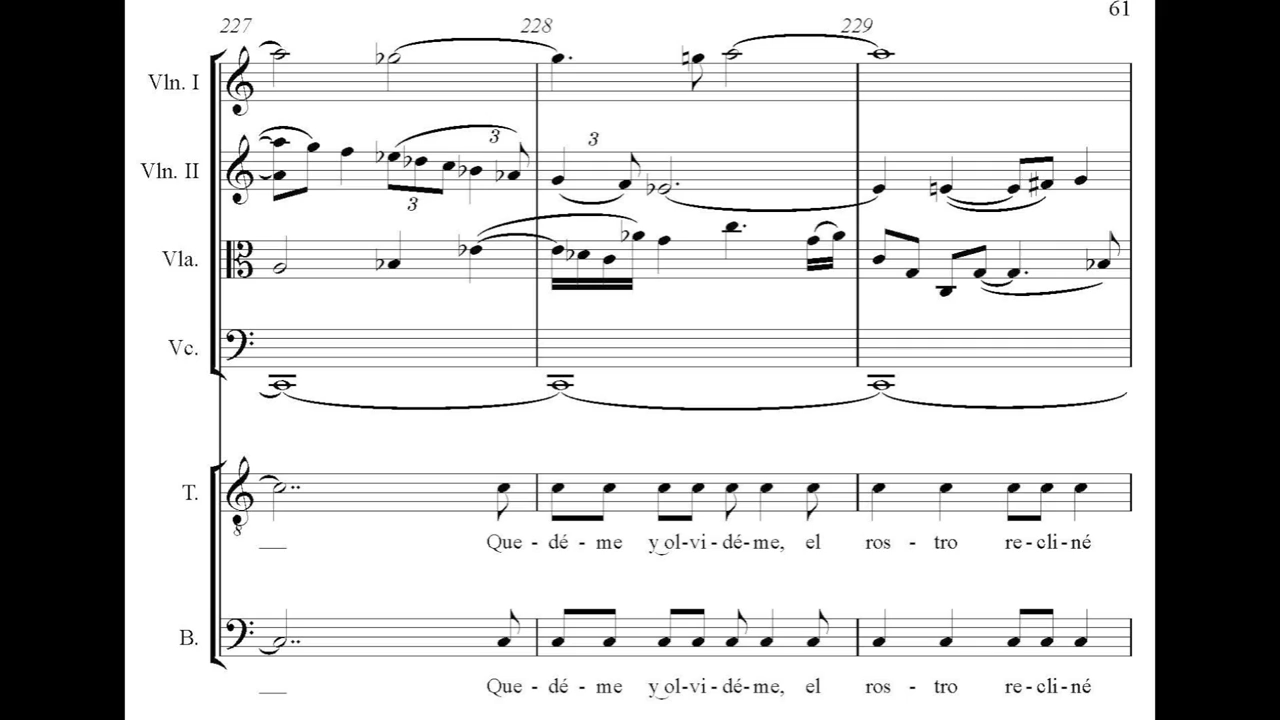 61
227 228 229
Vln. I
Vln. II 3 3 3
Vla.
Vc.
T.
Que - dé - me y ol - vi - dé - me, el ros - tro re - cli - né
B.
Que - dé - me y ol - vi - dé - me, el ros - tro re - cli - né